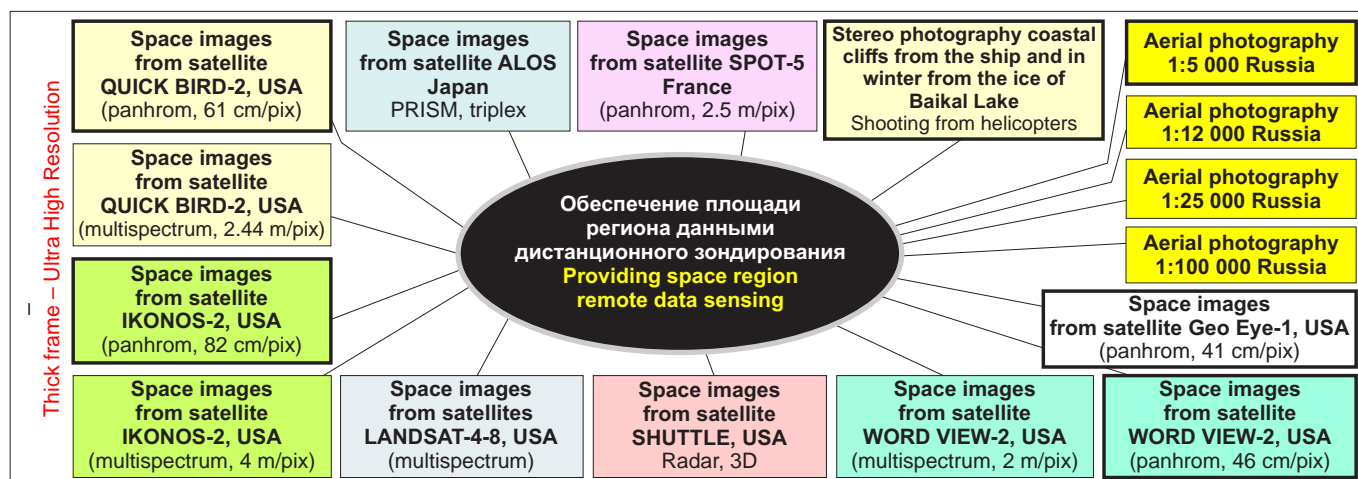 Thick frame – Ultra High Resolution
Space images
from satellite
QUICK BIRD-2, USA
(panhrom, 61 cm/pix)
Space images
from satellite ALOS
Japan
PRISM, triplex
Space images
from satellite SPOT-5
France
(panhrom, 2.5 m/pix)
Stereo photography coastal
cliffs from the ship and in
winter from the ice of
Baikal Lake
Shooting from helicopters
Aerial photography
1:5 000 Russia
Aerial photography
1:12 000 Russia
Aerial photography
1:25 000 Russia
Aerial photography
1:100 000 Russia
Space images
from satellite
QUICK BIRD-2, USA
(multispectrum, 2.44 m/pix)
Обеспечение площади
региона данными
дистанционного зондирования
Providing space region
remote data sensing
Space images
from satellite
IKONOS-2, USA
(panhrom, 82 cm/pix)
Space images
from satellite Geo Eye-1, USA
(panhrom, 41 cm/pix)
Space images
from satellite
IKONOS-2, USA
(multispectrum, 4 m/pix)
Space images
from satellites
LANDSAT-4-8, USA
(multispectrum)
Space images
from satellite
SHUTTLE, USA
Radar, 3D
Space images
from satellite
WORD VIEW-2, USA
(multispectrum, 2 m/pix)
Space images
from satellite
WORD VIEW-2, USA
(panhrom, 46 cm/pix)